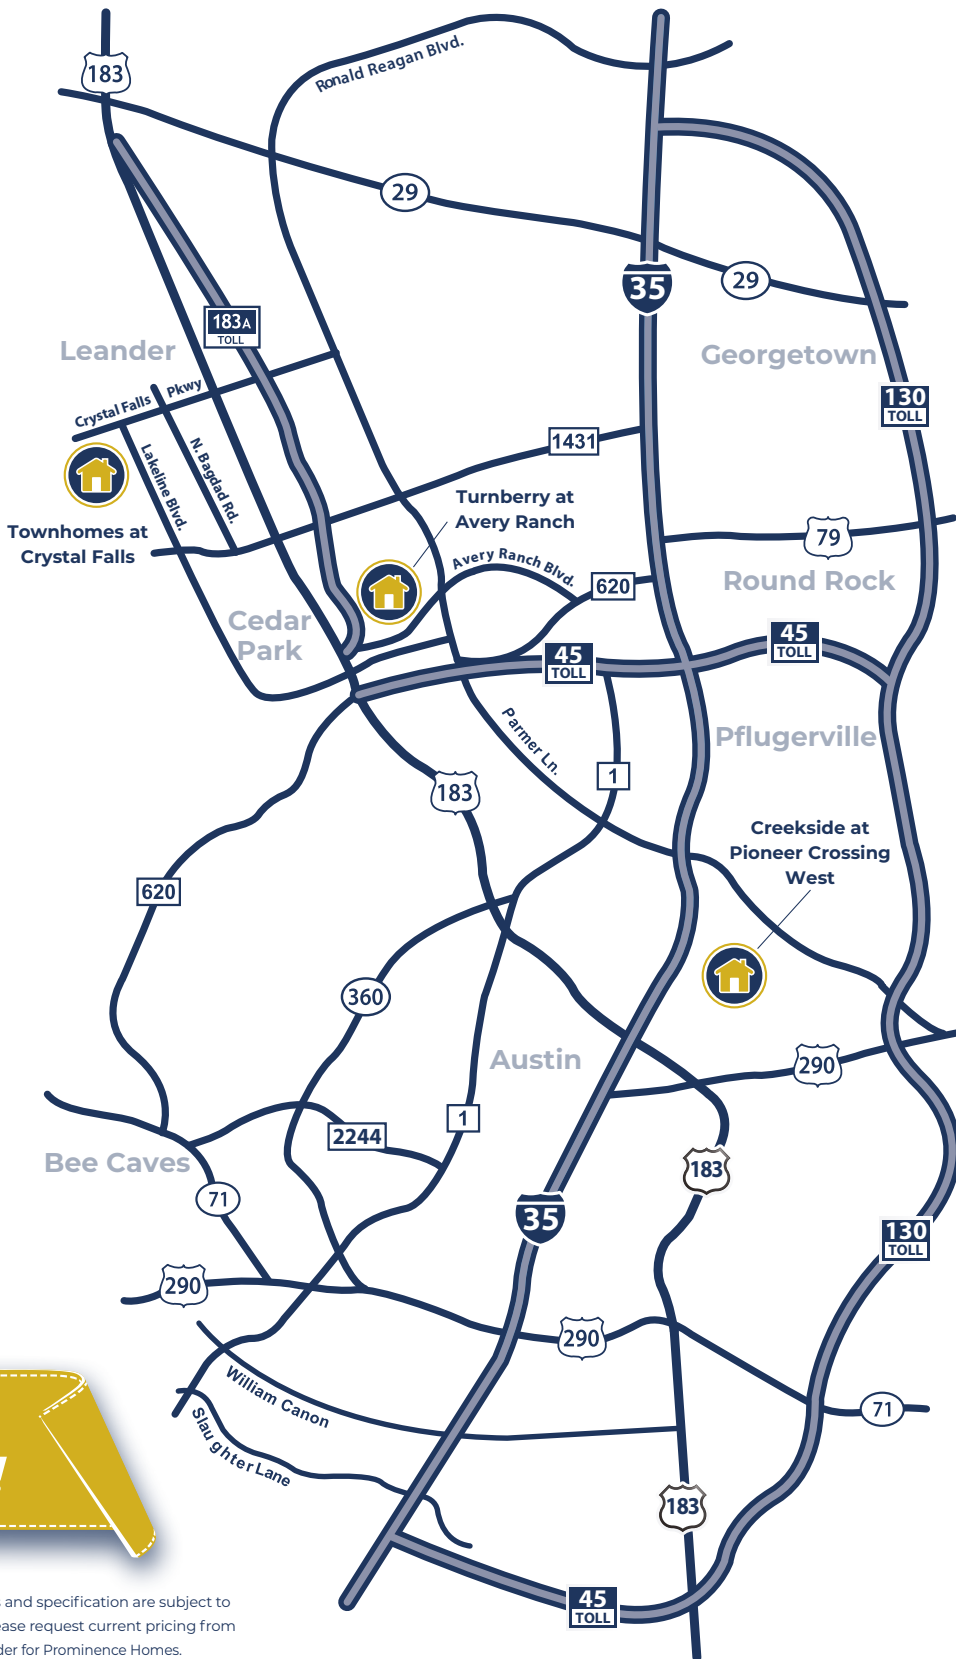 183
Ronald Reagan Blvd.
29
35
29
183A
TOLL
Leander
Georgetown
130
TOLL
Crystal Falls Pkwy
Lakeline Blvd.
N. Bagdad Rd.
1431
Townhomes at
Crystal Falls
Turnberry at
Avery Ranch
Avery Ranch Blvd.
79
620
Round Rock
Cedar
Park
45
TOLL
45
TOLL
Parmer Ln.
Pflugerville
1
183
Creekside at
Pioneer Crossing
West
620
360
Austin
290
1
2244
Bee Caves
183
71
35
130
TOLL
290
290
William Canon
71
Slaughter Lane
183
45
TOLL
and specification are subject to
ease request current pricing from
der for Prominence Homes.